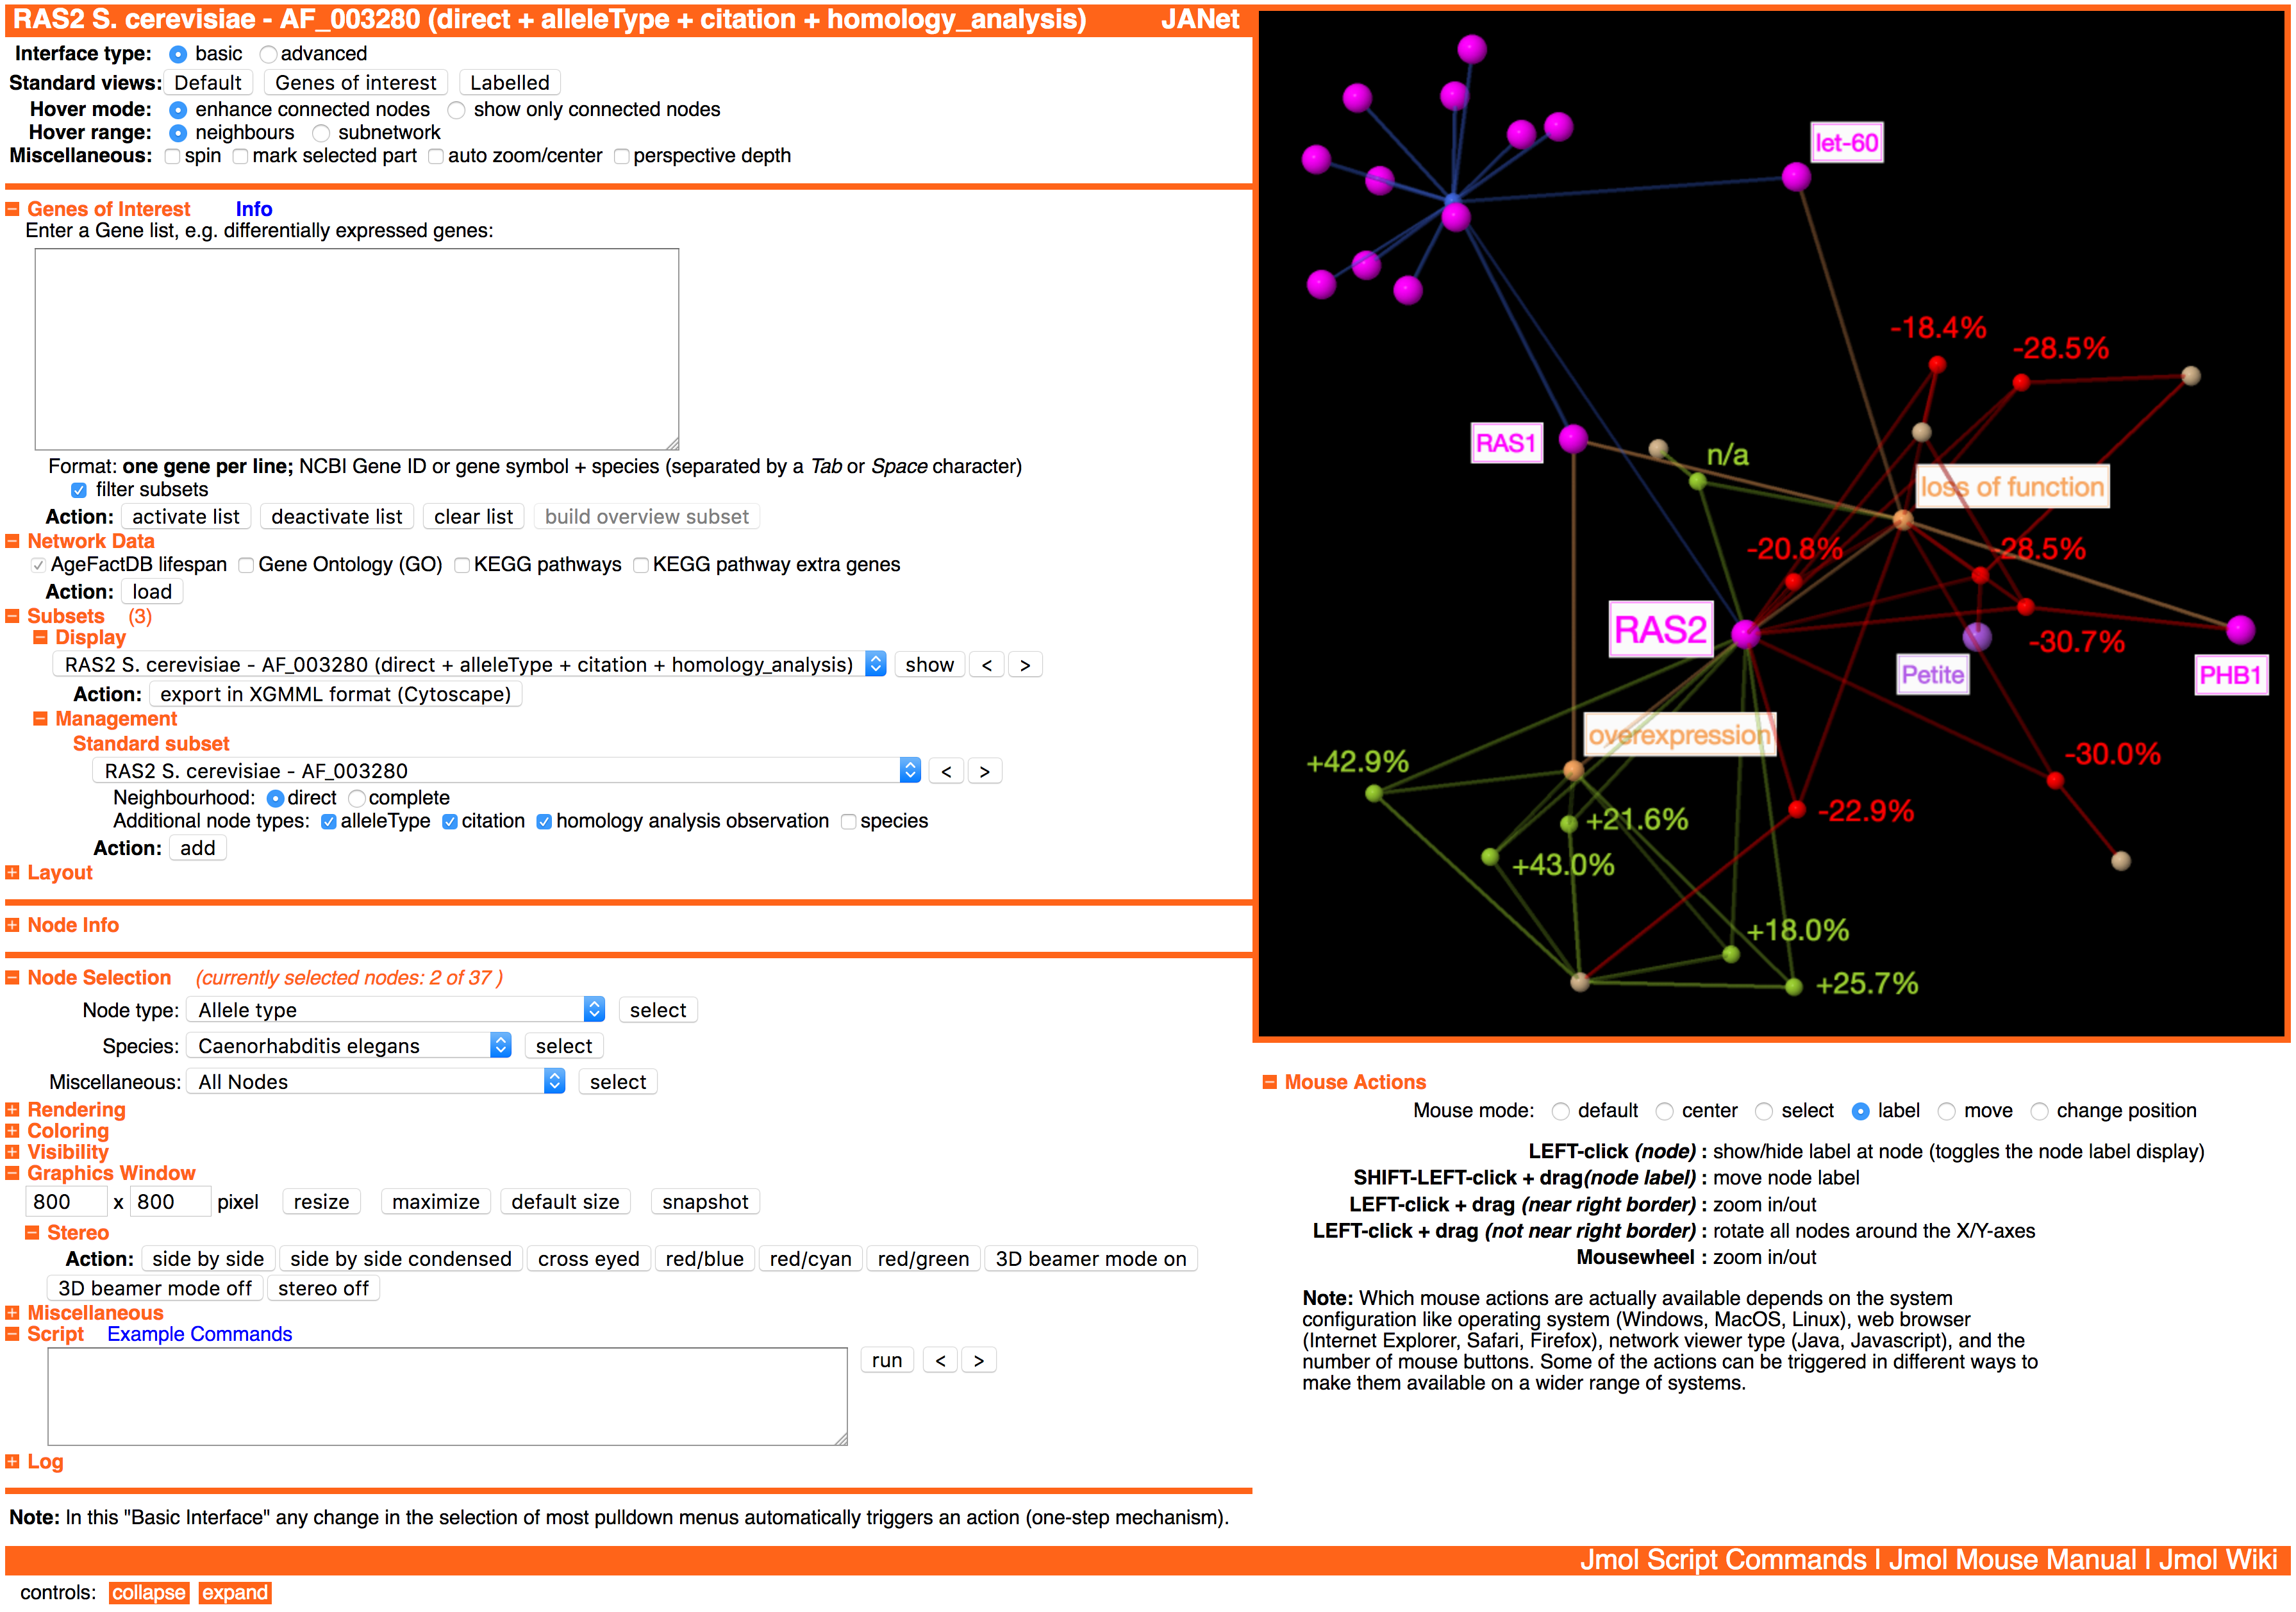 RAS2 S. cerevisiae - AF_003280 (direct + alleleType + citation + homology_analysis) JANet
Interface type: basic advanced
Standard views: Default Genes of interest Labelled
Hover mode: enhance connected nodes show only connected nodes
Hover range: neighbours subnetwork
Miscellaneous: spin mark selected part auto zoom/center perspective depth
Genes of Interest Info
Enter a Gene list, e.g. differentially expressed genes:
Format: one gene per line; NCBI Gene ID or gene symbol + species (separated by a Tab or Space character)
filter subsets
Action: activate list deactivate list clear list build overview subset
Network Data
AgeFactDB lifespan Gene Ontology (GO) KEGG pathways KEGG pathway extra genes
Action: load
Subsets (3)
Display
RAS2 S. cerevisiae - AF_003280 (direct + alleleType + citation + homology_analysis) show < >
Action: export in XGMML format (Cytoscape)
Management
Standard subset
RAS2 S. cerevisiae - AF_003280 < >
Neighbourhood: direct complete
Additional node types: alleleType citation homology analysis observation species
Action: add
Layout
Node Info
Node Selection (currently selected nodes: 2 of 37 )
Node type: Allele type select
Species: Caenorhabditis elegans select
Miscellaneous: All Nodes select
Rendering
Coloring
Visibility
Graphics Window
800 x 800 pixel resize maximize default size snapshot
Stereo
Action: side by side side by side condensed cross eyed red/blue red/cyan red/green 3D beamer mode on
3D beamer mode off stereo off
Miscellaneous
Script Example Commands
run < >
Log
Note: In this "Basic Interface" any change in the selection of most pulldown menus automatically triggers an action (one-step mechanism).
let-60
-18.4%
-28.5%
RAS1
n/a
loss of function
-20.8%
-28.5%
RAS2
-30.7%
Petite
PHB1
overexpression
+42.9%
-30.0%
+21.6%
-22.9%
+43.0%
+18.0%
+25.7%
Mouse Actions
Mouse mode: default center select label move change position
LEFT-click (node) : show/hide label at node (toggles the node label display)
SHIFT-LEFT-click + drag(node label) : move node label
LEFT-click + drag (near right border) : zoom in/out
LEFT-click + drag (not near right border) : rotate all nodes around the X/Y-axes
Mousewheel : zoom in/out
Note: Which mouse actions are actually available depends on the system
configuration like operating system (Windows, MacOS, Linux), web browser
(Internet Explorer, Safari, Firefox), network viewer type (Java, Javascript), and the
number of mouse buttons. Some of the actions can be triggered in different ways to
make them available on a wider range of systems.
Jmol Script Commands | Jmol Mouse Manual | Jmol Wiki
controls: collapse expand